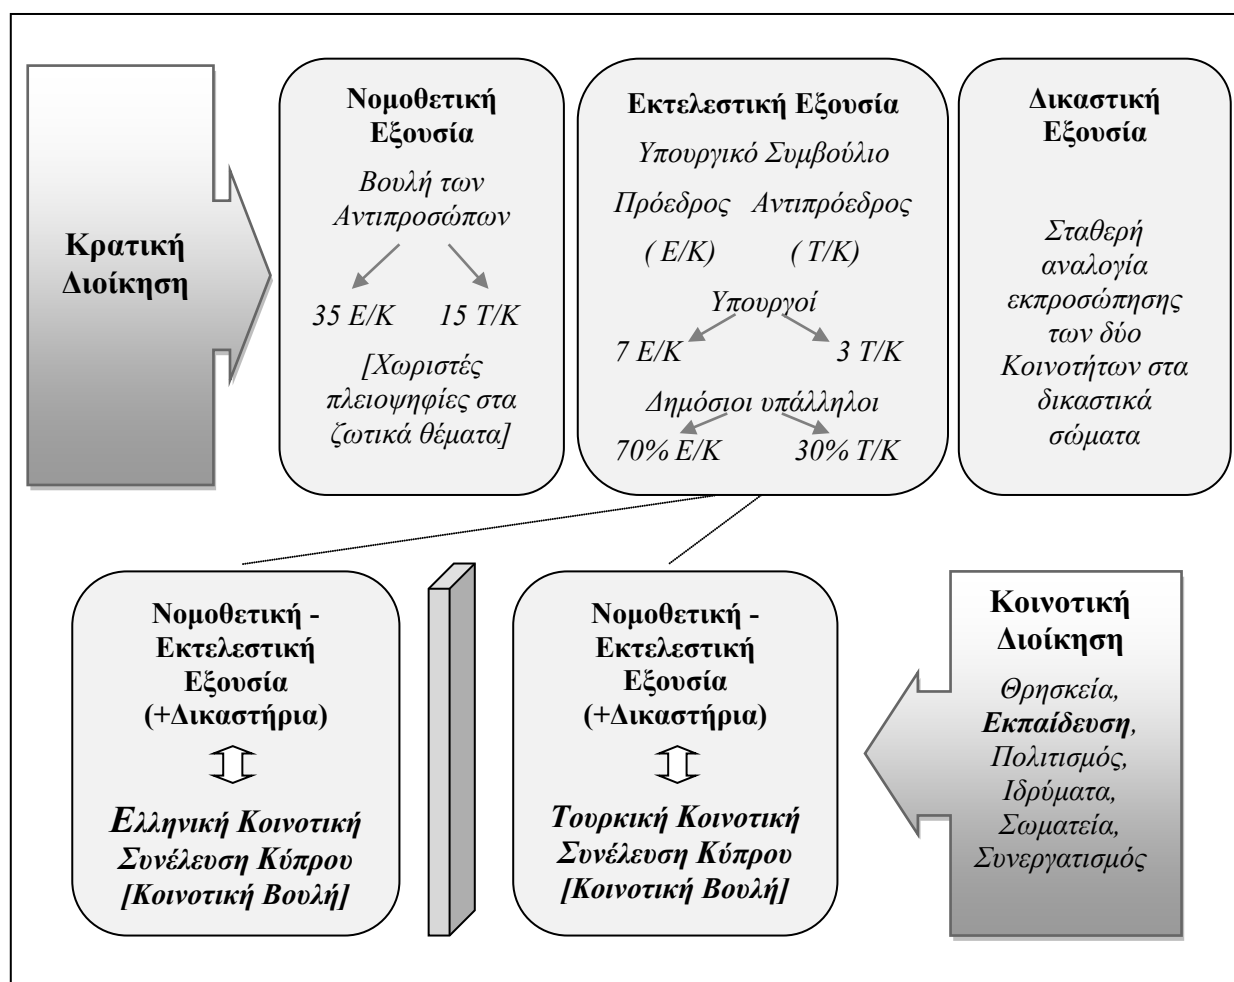 Κρατική
Διοίκηση
Νομοθετική
Εξουσία
Βουλή των
Αντιπροσώπων
35 Ε/Κ 15 Τ/Κ
[Χωριστές
πλειοψηφίες στα
ζωτικά θέματα]
Εκτελεστική Εξουσία
Υπουργικό Συμβούλιο
Πρόεδρος Αντιπρόεδρος
( Ε/Κ) ( Τ/Κ)
Υπουργοί
7 Ε/Κ 3 Τ/Κ
Δημόσιοι υπάλληλοι
70% Ε/Κ 30% Τ/Κ
Δικαστική
Εξουσία
Σταθερή
αναλογία
εκπροσώπησης
των δύο
Κοινοτήτων στα
δικαστικά
σώματα
Νομοθετική -
Εκτελεστική
Εξουσία
(+Δικαστήρια)
Ελληνική Κοινοτική
Συνέλευση Κύπρου
[Κοινοτική Βουλή]
Νομοθετική -
Εκτελεστική
Εξουσία
(+Δικαστήρια)
Τουρκική Κοινοτική
Συνέλευση Κύπρου
[Κοινοτική Βουλή]
Κοινοτική
Διοίκηση
Θρησκεία,
Εκπαίδευση,
Πολιτισμός,
Ιδρύματα,
Σωματεία,
Συνεργατισμός